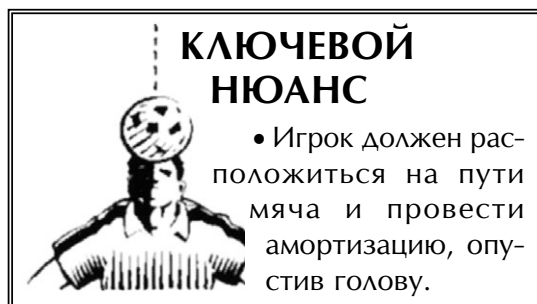 КЛЮЧЕВОЙ
НЮАНС
• Игрок должен рас-
положиться на пути
мяча и провести
амортизацию, опу-
стив голову.